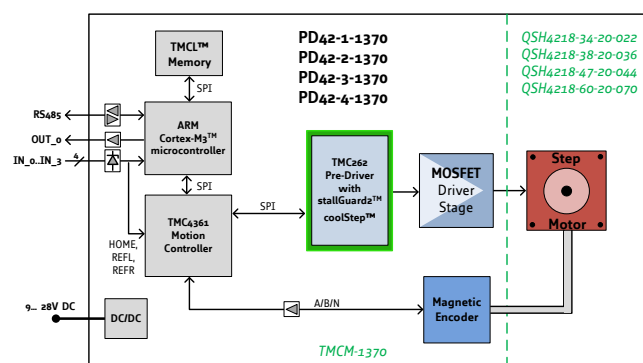 PD42-1-1370
PD42-2-1370
PD42-3-1370
PD42-4-1370
QSH4218-34-20-022
QSH4218-38-20-036
QSH4218-47-20-044
QSH4218-60-20-070
TMCL™
Memory
SPI
RS485
OUT_0
IN_0..IN_3
4
ARM
Cortex-M3™
microcontroller
SPI
TMC4361
Motion
Controller
HOME,
REFL,
REFR
SPI
TMC262
Pre-Driver
with
stallGuard2™
coolStep™
MOSFET
Driver
Stage
Step
Motor
9... 28V DC
DC/DC
A/B/N
Magnetic
Encoder
TMCM-1370